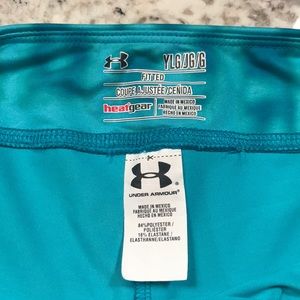 YLG/JG/G
FITTED
COUPE AJUSTÉE/CEÑIDA
heatgear
MADE IN MEXICO
FABRIQUÉ AU MEXIQUE
HECHO EN MEXICO
UNDER ARMOUR
MADE IN MEXICO
FABRIQUÉ AU MEXIQUE
HECHO EN MEXICO
84% POLYESTER /
16% ELASTANE /
ELASTHANNE/ELASTANO